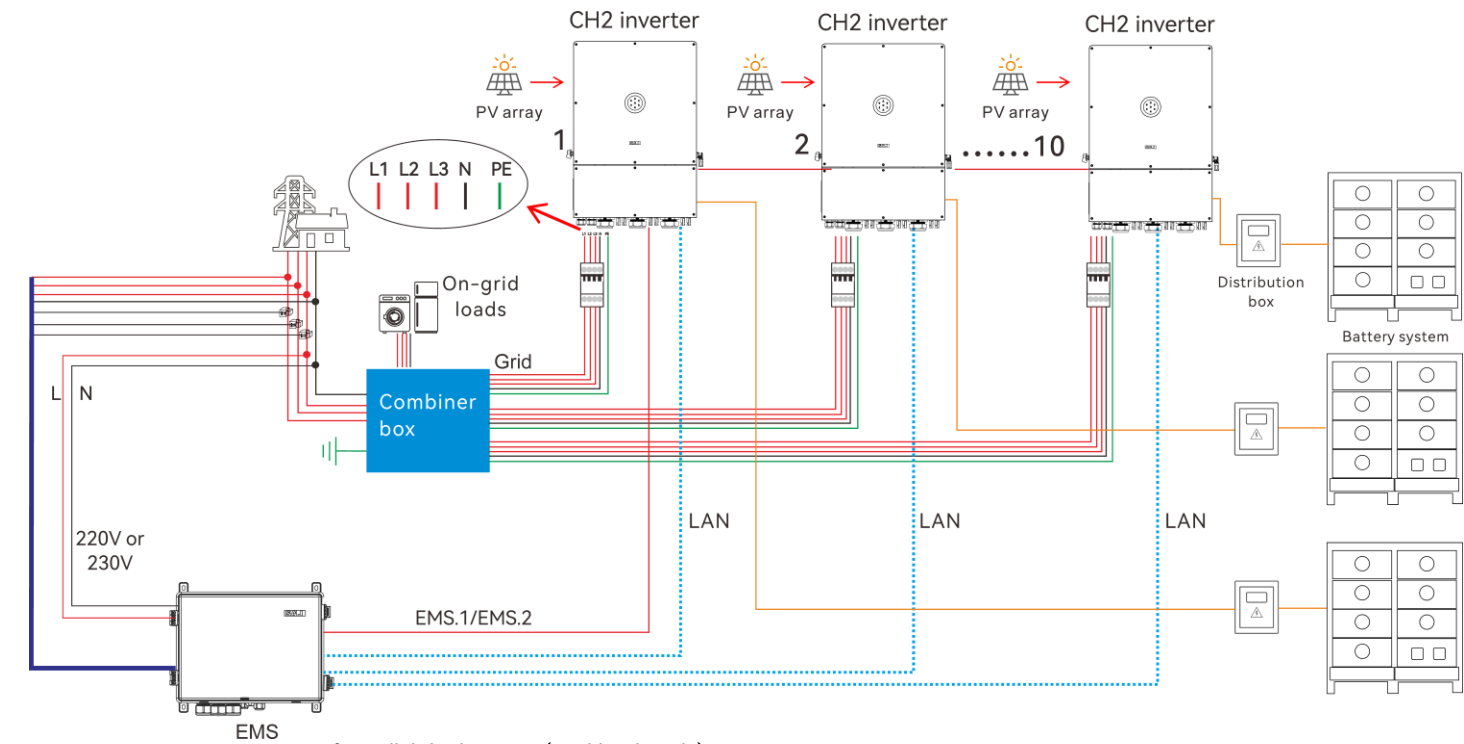 CH2 inverter
CH2 inverter
CH2 inverter
PV array
PV array
PV array
1
2
......10
L1 L2 L3 N PE
On-grid
loads
Distribution
box
Battery system
Grid
Combiner
box
L N
LAN
LAN
LAN
220V or
230V
EMS.1/EMS.2
EMS